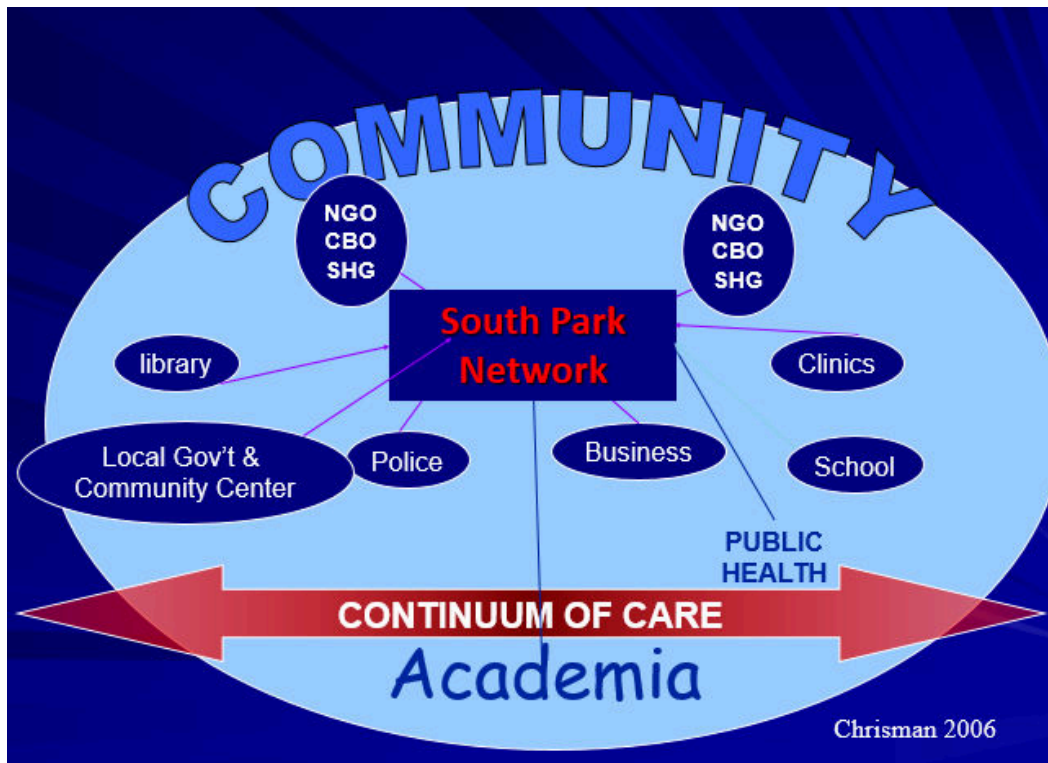 COMMUNITY
NGO
CBO
SHG
NGO
CBO
SHG
South Park
Network
library
Clinics
Local Gov't &
Community Center
Police
Business
School
PUBLIC
HEALTH
CONTINUUM OF CARE
Academia
Chrisman 2006